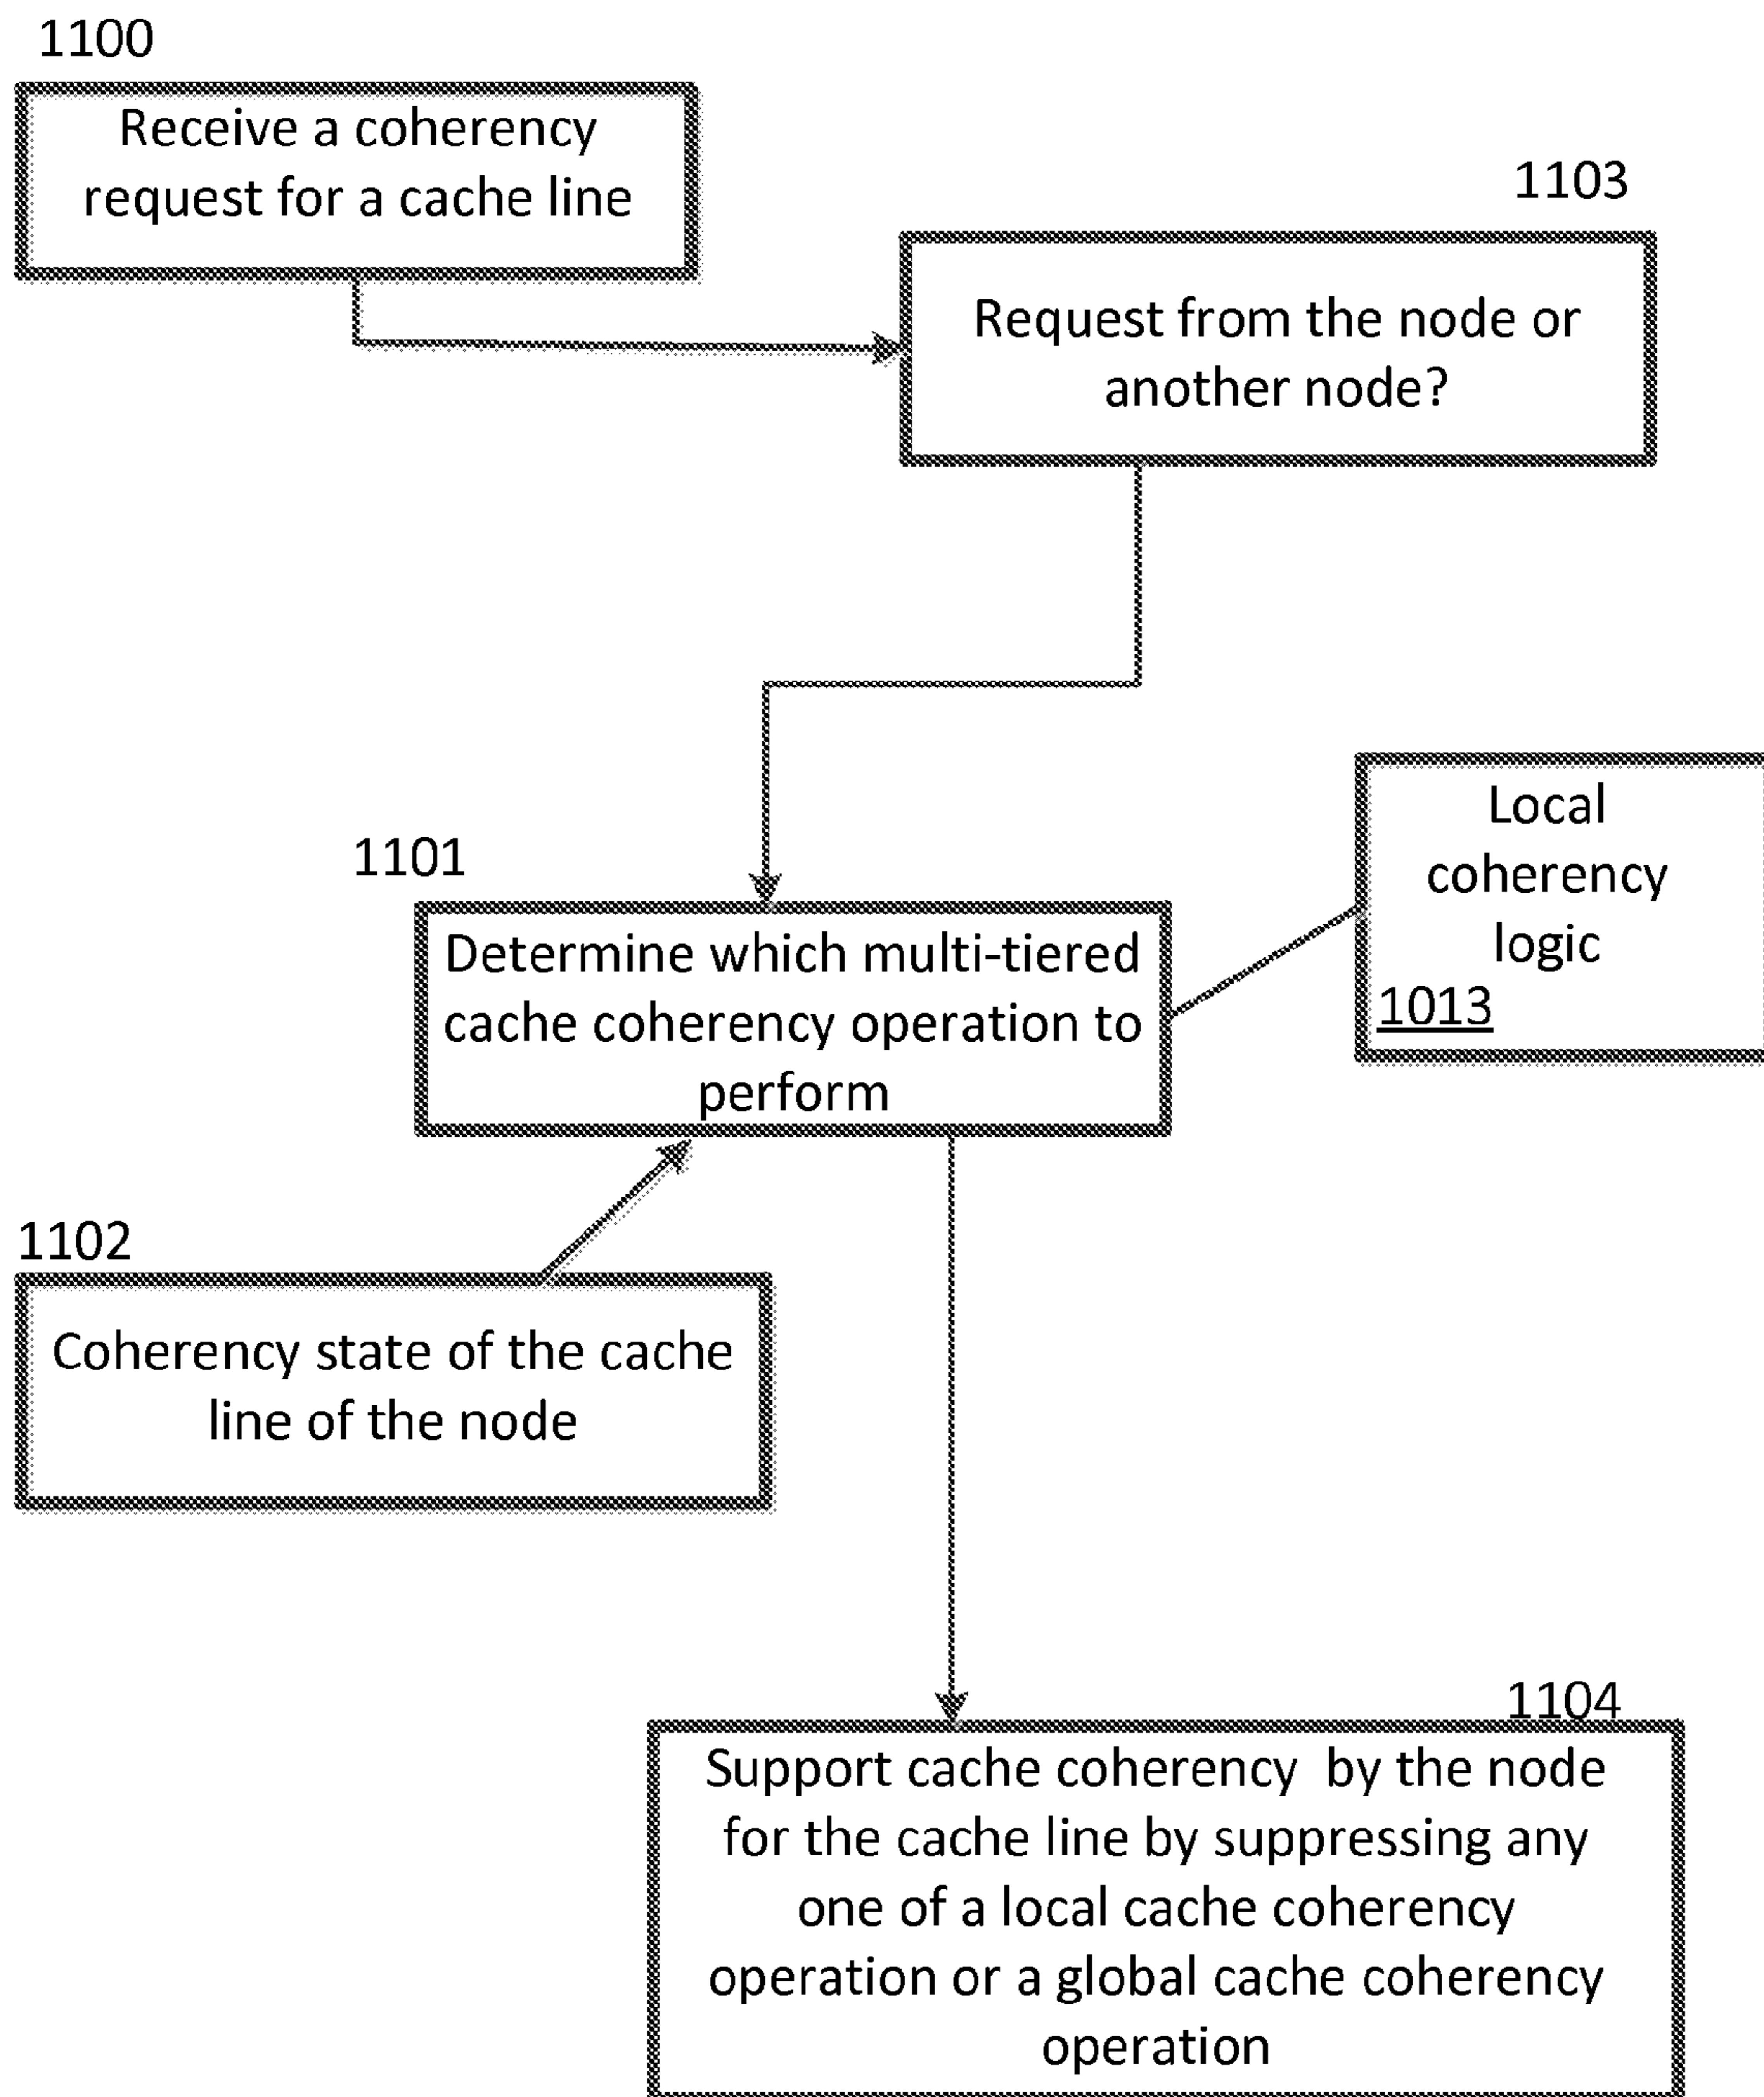 1100
Receive a coherency
request for a cache line
1103
Request from the node or
another node?
Local
coherency
logic
1013
1101
Determine which multi-tiered
cache coherency operation to
perform
1102
Coherency state of the cache
line of the node
1104
Support cache coherency by the node
for the cache line by suppressing any
one of a local cache coherency
operation or a global cache coherency
operation